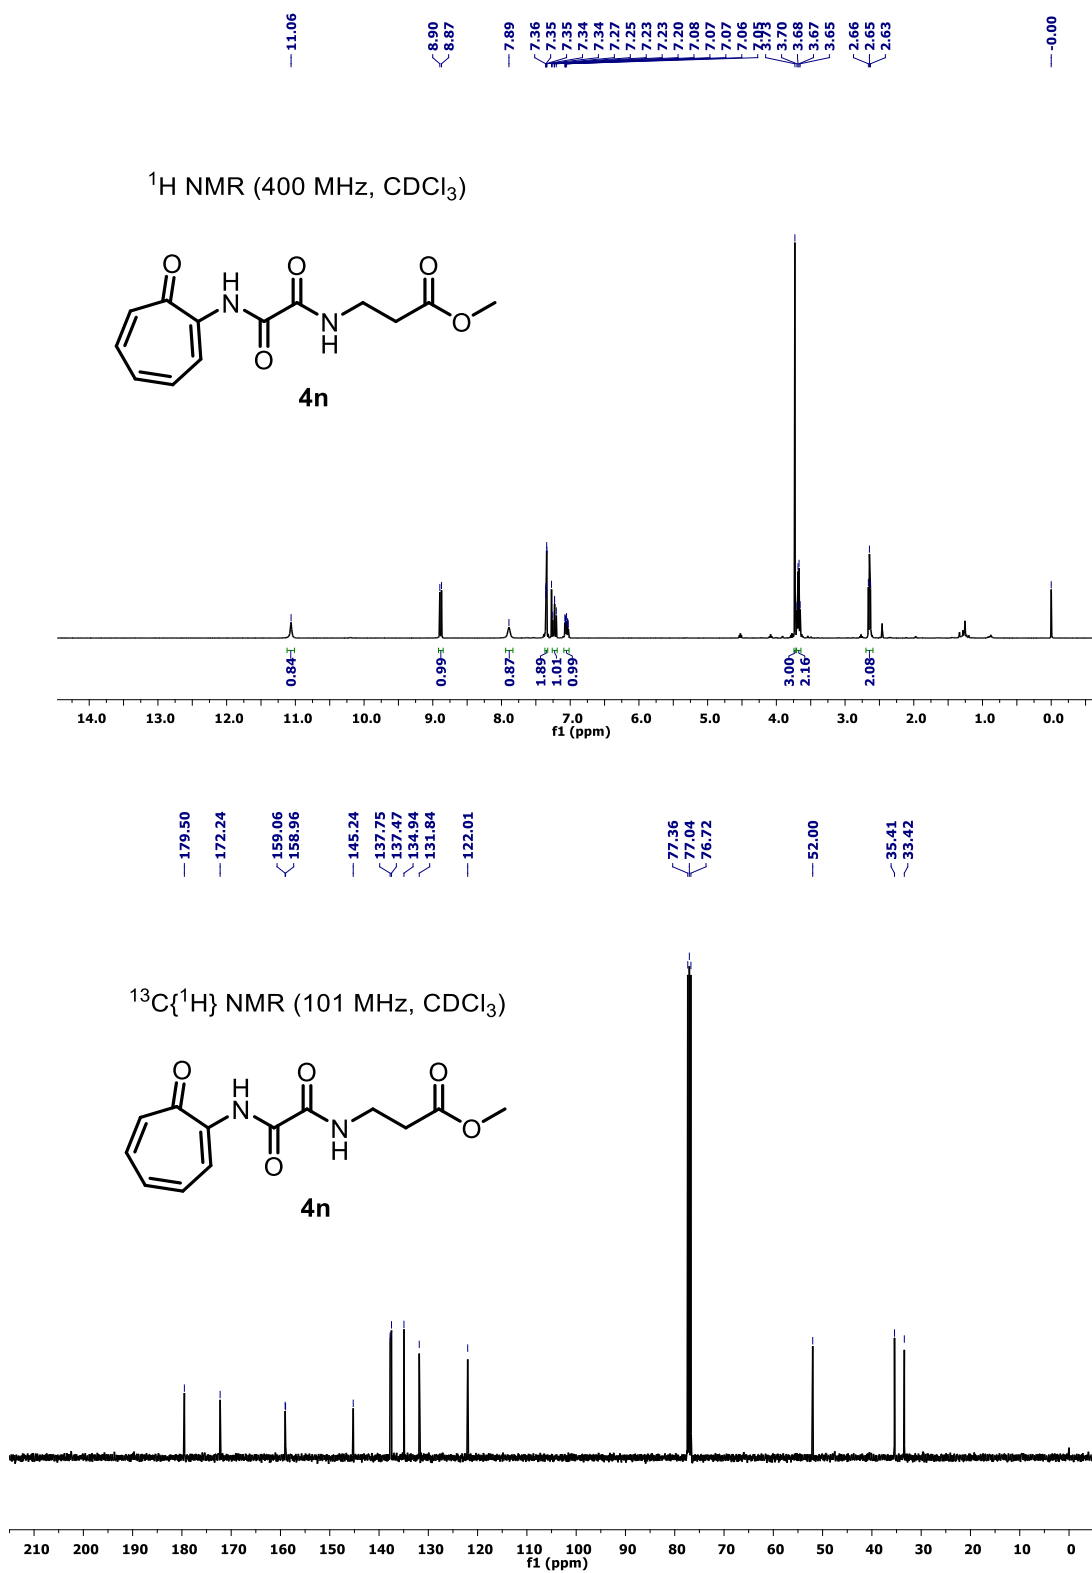 11.06
8.90
8.87
7.89
7.36
7.35
7.35
7.34
7.34
7.27
7.25
7.23
7.23
7.20
7.08
7.07
7.07
7.06
7.05
3.73
3.70
3.68
3.67
3.65
2.66
2.65
2.63
-0.00
¹H NMR (400 MHz, CDCl₃)
O
H
N
O
O
N
H
O
O
4n
0.84
0.99
0.87
1.89
1.01
0.99
3.00
2.16
2.08
14.0 13.0 12.0 11.0 10.0 9.0 8.0 7.0 6.0 5.0 4.0 3.0 2.0 1.0 0.0
f1 (ppm)
179.50
172.24
159.06
158.96
145.24
137.75
137.47
134.94
131.84
122.01
77.36
77.04
76.72
52.00
35.41
33.42
¹³C{¹H} NMR (101 MHz, CDCl₃)
O
H
N
O
O
N
H
O
O
4n
210 200 190 180 170 160 150 140 130 120 110 100 90 80 70 60 50 40 30 20 10 0
f1 (ppm)